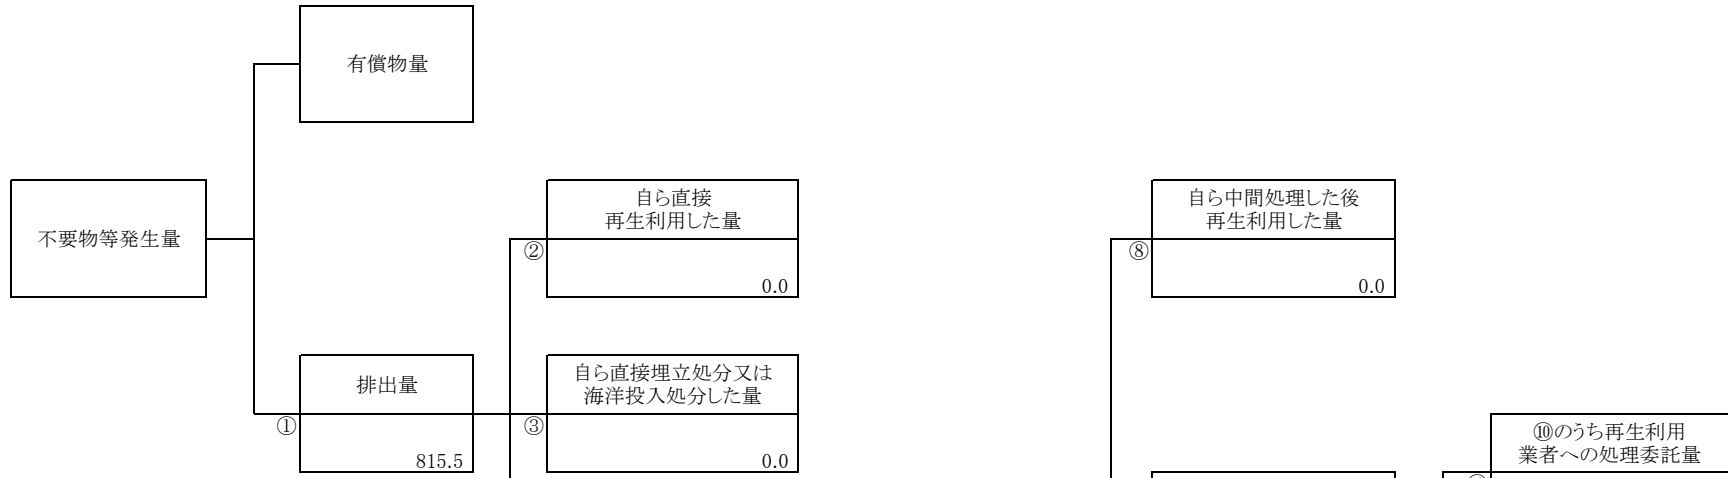 有償物量
不要物等発生量
自ら直接
再生利用した量
②
0.0
自ら中間処理した後
再生利用した量
⑧
0.0
排出量
①
815.5
自ら直接埋立処分又は
海洋投入処分した量
③
0.0
⑩のうち再生利用
業者への処理委託量